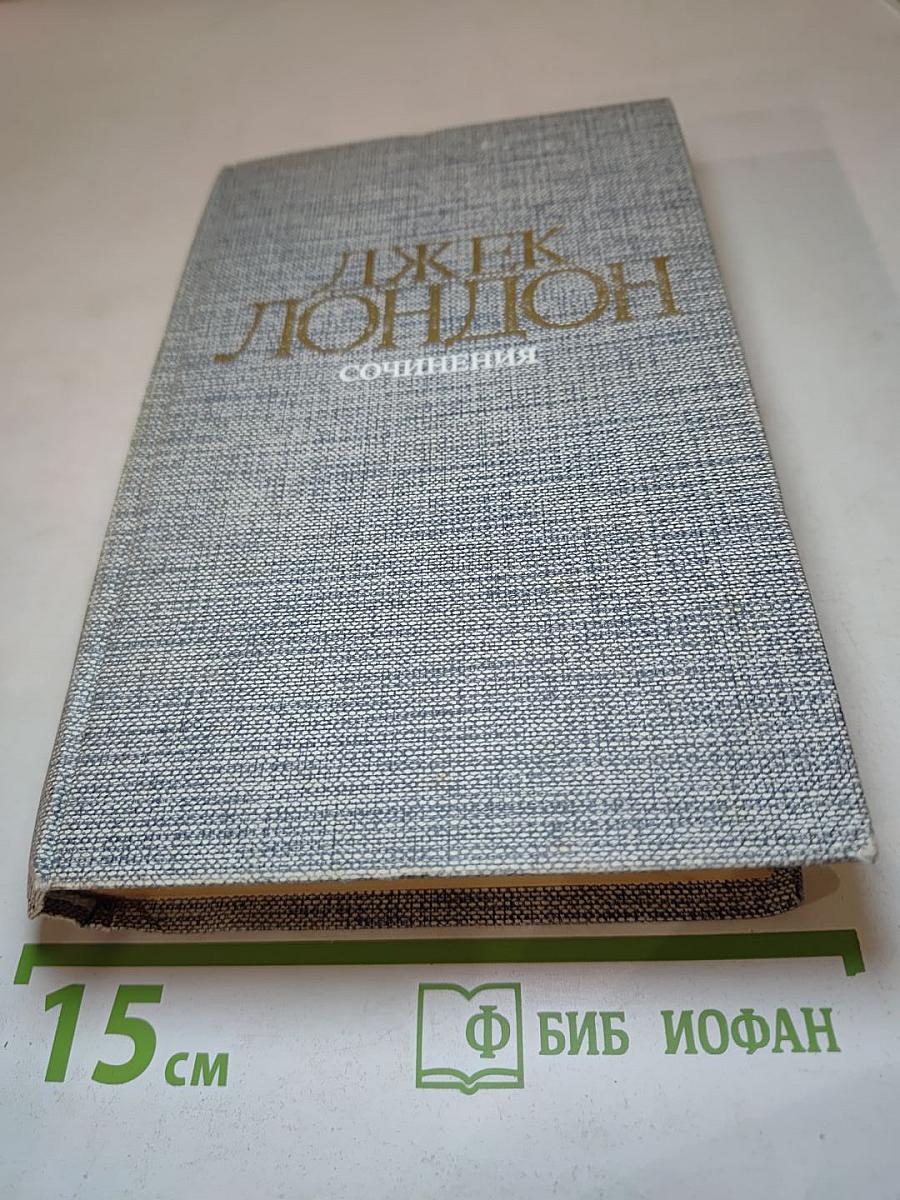 ДЖЕК
ЛОНДОН
СОЧИНЕНИЯ
15 см
Ф БИБ ИОФАН